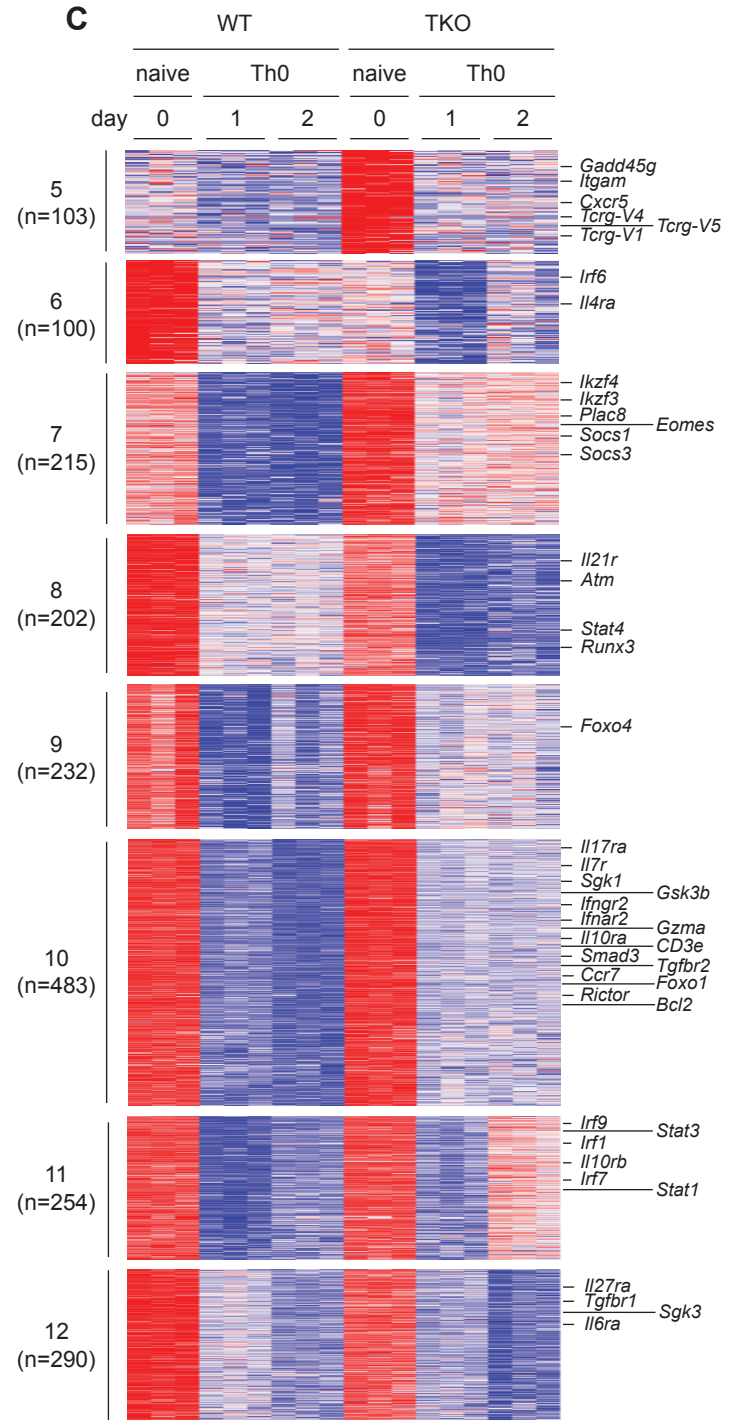 C
WT TKO
naive Th0 naive Th0
day 0 1 2 0 1 2
5
(n=103)
Gadd45g
Itgam
Cxcr5
Tcrg-V4
Tcrg-V5
Tcrg-V1
6
(n=100)
Irf6
Il4ra
7
(n=215)
Ikzf4
Ikzf3
Plac8
Eomes
Socs1
Socs3
8
(n=202)
Il21r
Atm
Stat4
Runx3
9
(n=232)
Foxo4
10
(n=483)
Il17ra
Il7r
Sgk1
Gsk3b
Ifngr2
Ifnar2
Gzma
Il10ra
CD3e
Smad3
Tgfbr2
Ccr7
Foxo1
Rictor
Bcl2
11
(n=254)
Irf9
Stat3
Irf1
Il10rb
Irf7
Stat1
12
(n=290)
Il27ra
Tgfbr1
Sgk3
Il6ra